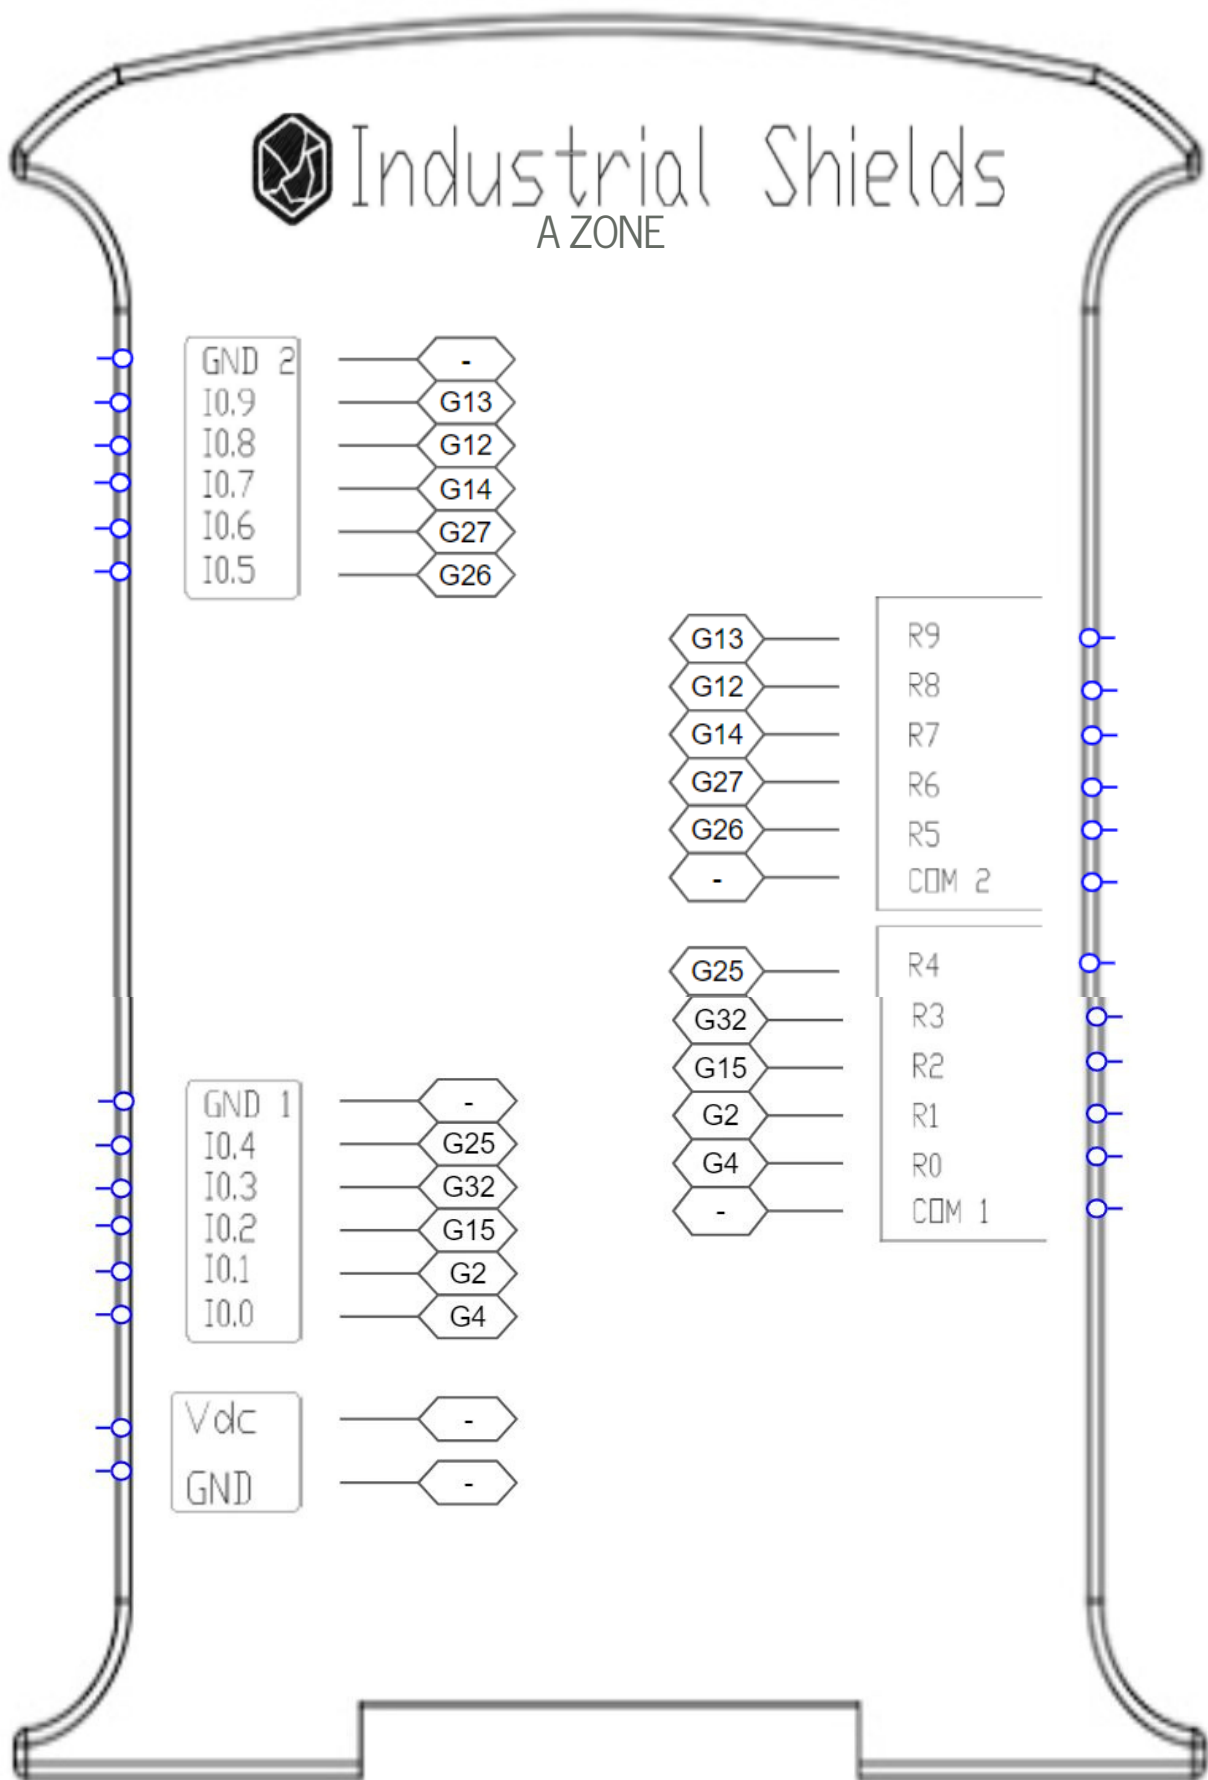 Industrial Shields
A ZONE
GND 2 -
I0.9 G13
I0.8 G12
I0.7 G14
I0.6 G27
I0.5 G26
G13 R9
G12 R8
G14 R7
G27 R6
G26 R5
- COM 2
G25 R4
G32 R3
G15 R2
G2 R1
G4 R0
- COM 1
GND 1 -
I0.4 G25
I0.3 G32
I0.2 G15
I0.1 G2
I0.0 G4
Vdc -
GND -